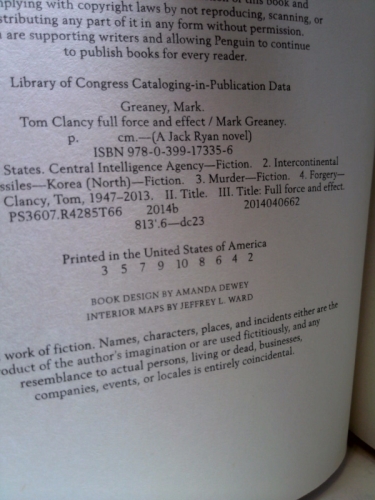 mplying with copyright laws by not reproducing, scanning, or
stributing any part of it in any form without permission.
are supporting writers and allowing Penguin to continue
to publish books for every reader.
Library of Congress Cataloging-in-Publication Data
Greaney, Mark.
Tom Clancy full force and effect / Mark Greaney.
p. cm.—(A Jack Ryan novel)
ISBN 978-0-399-17335-6
States. Central Intelligence Agency—Fiction. 2. Intercontinental
ssiles—Korea (North)—Fiction. 3. Murder—Fiction. 4. Forgery—
Clancy, Tom, 1947–2013. II. Title. III. Title: Full force and effect.
PS3607.R4285T66 2014b 2014040662
813'.6—dc23
Printed in the United States of America
3 5 7 9 10 8 6 4 2
BOOK DESIGN BY AMANDA DEWEY
INTERIOR MAPS BY JEFFREY L. WARD
work of fiction. Names, characters, places, and incidents either are the
oduct of the author's imagination or are used fictitiously, and any
resemblance to actual persons, living or dead, businesses,
companies, events, or locales is entirely coincidental.